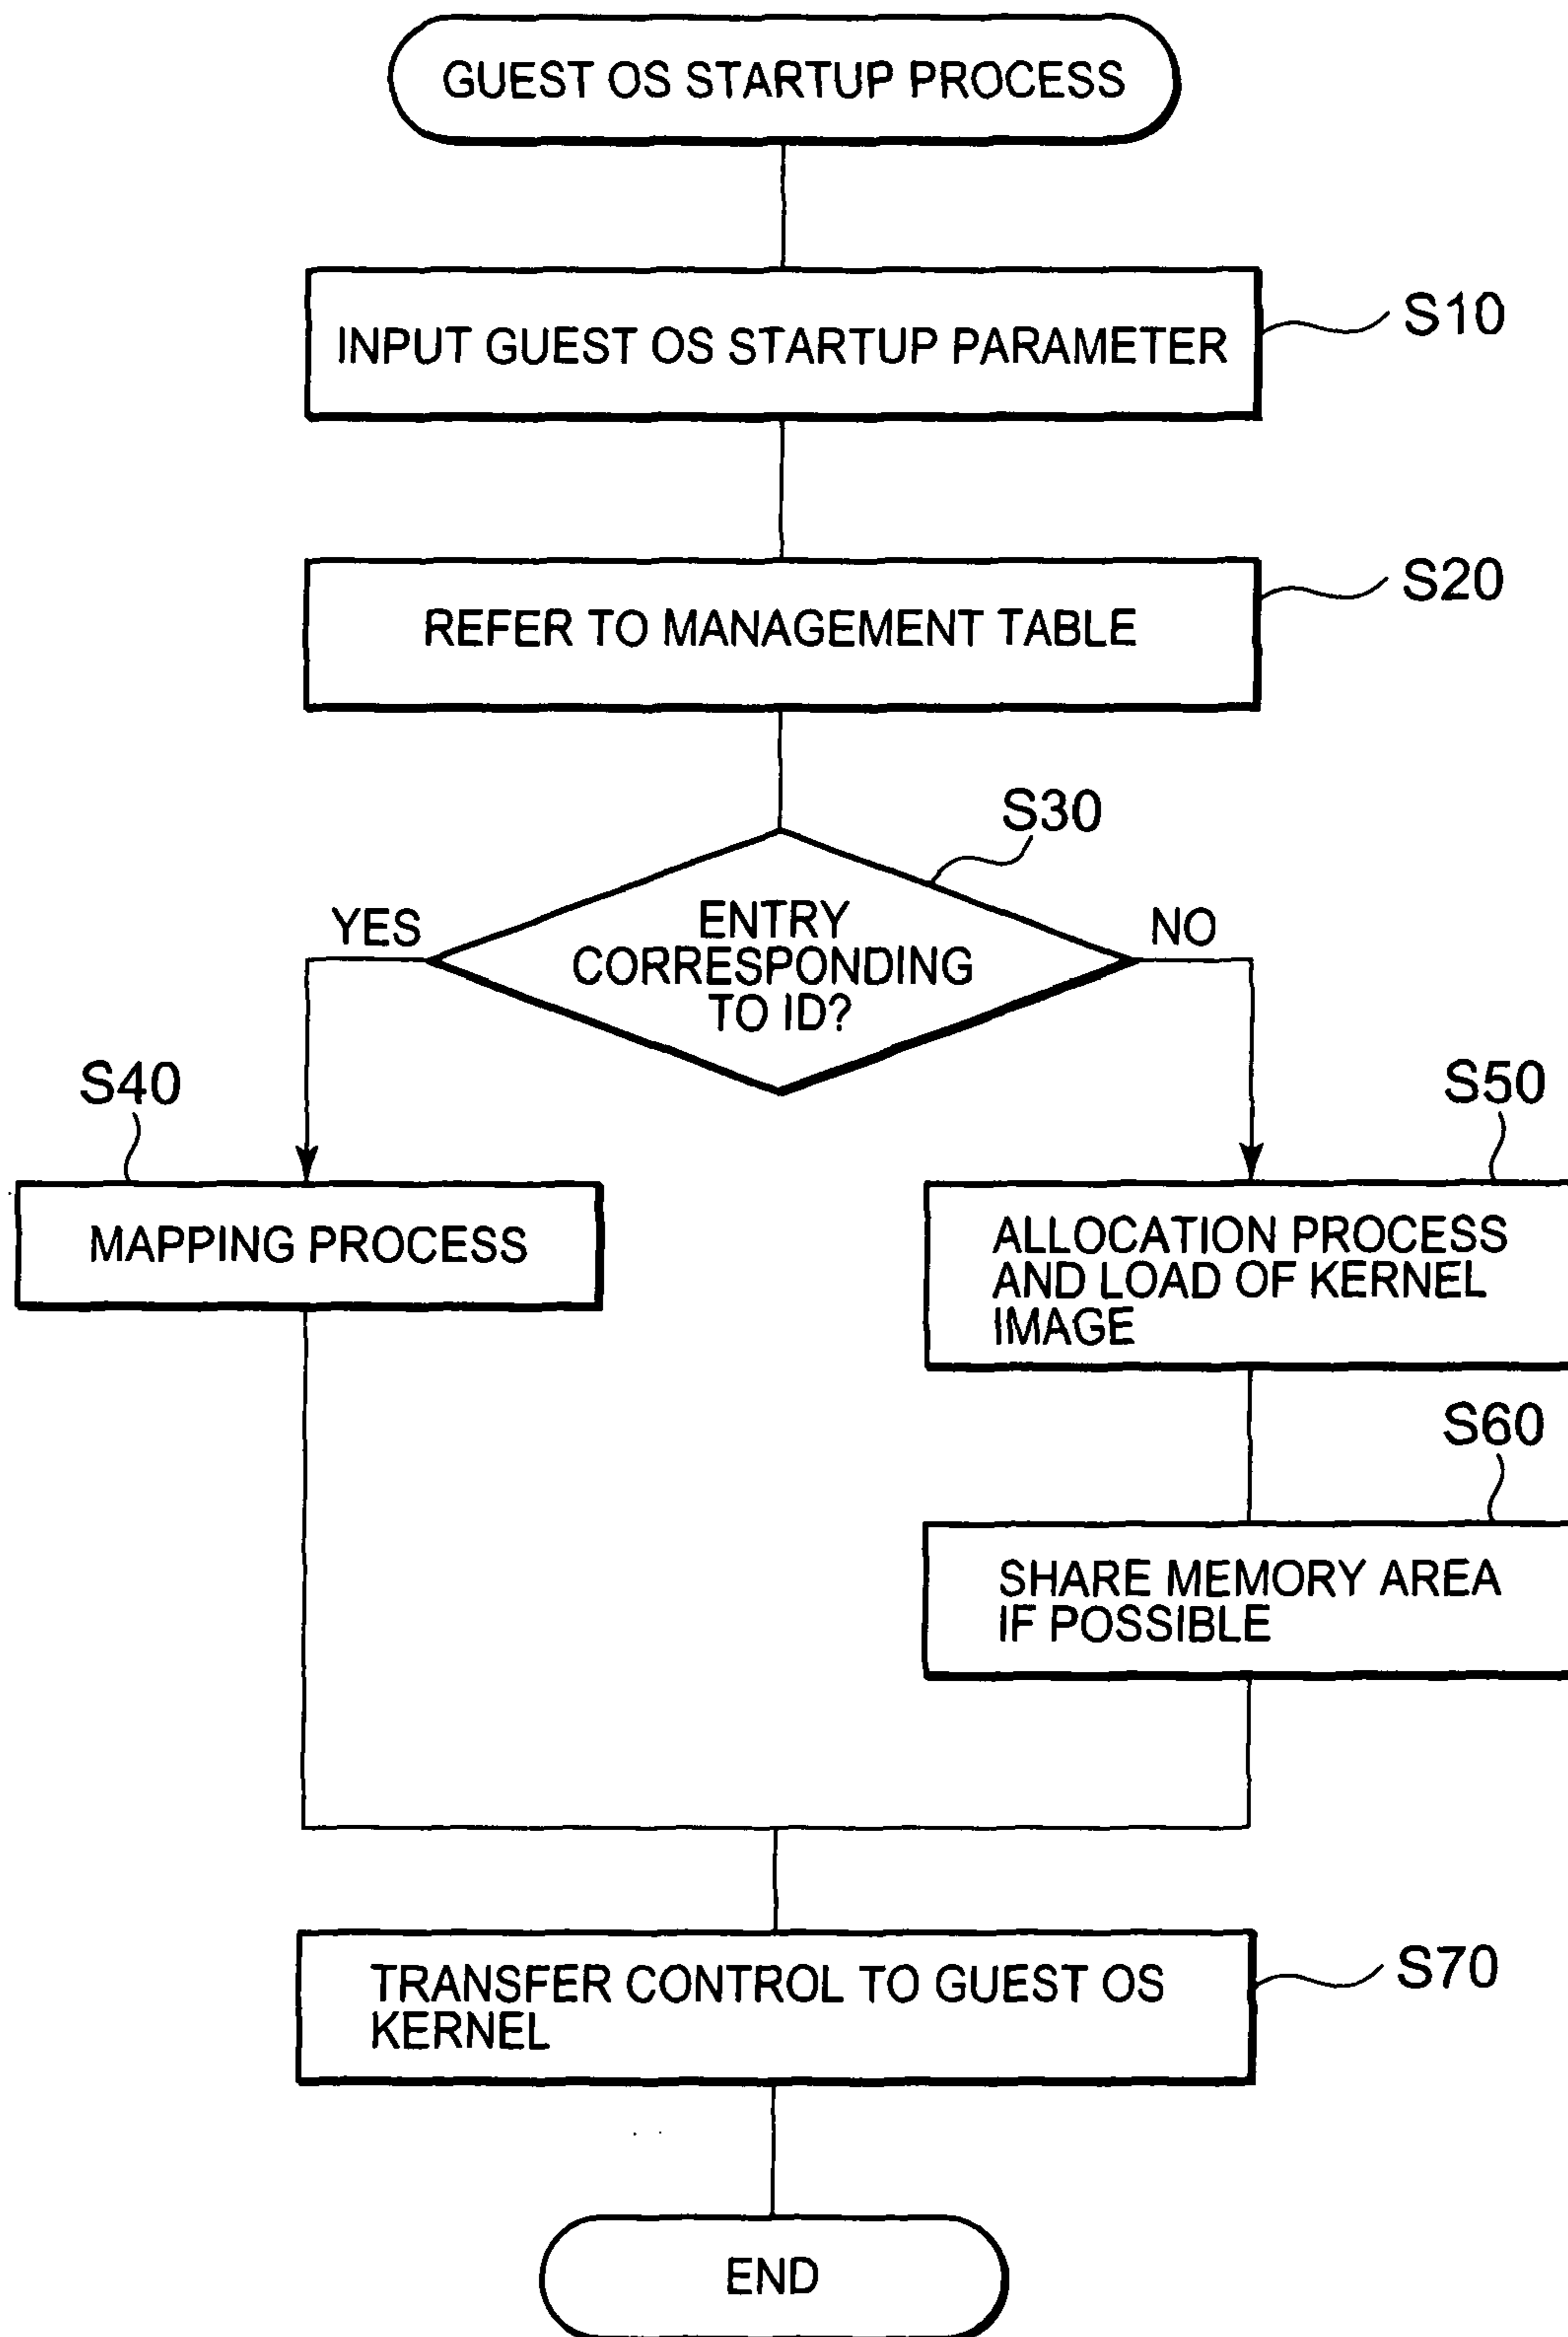 GUEST OS STARTUP PROCESS
INPUT GUEST OS STARTUP PARAMETER
S10
REFER TO MANAGEMENT TABLE
S20
S30
YES
ENTRY
CORRESPONDING
TO ID?
NO
S40
MAPPING PROCESS
S50
ALLOCATION PROCESS
AND LOAD OF KERNEL
IMAGE
S60
SHARE MEMORY AREA
IF POSSIBLE
TRANSFER CONTROL TO GUEST OS
KERNEL
S70
END